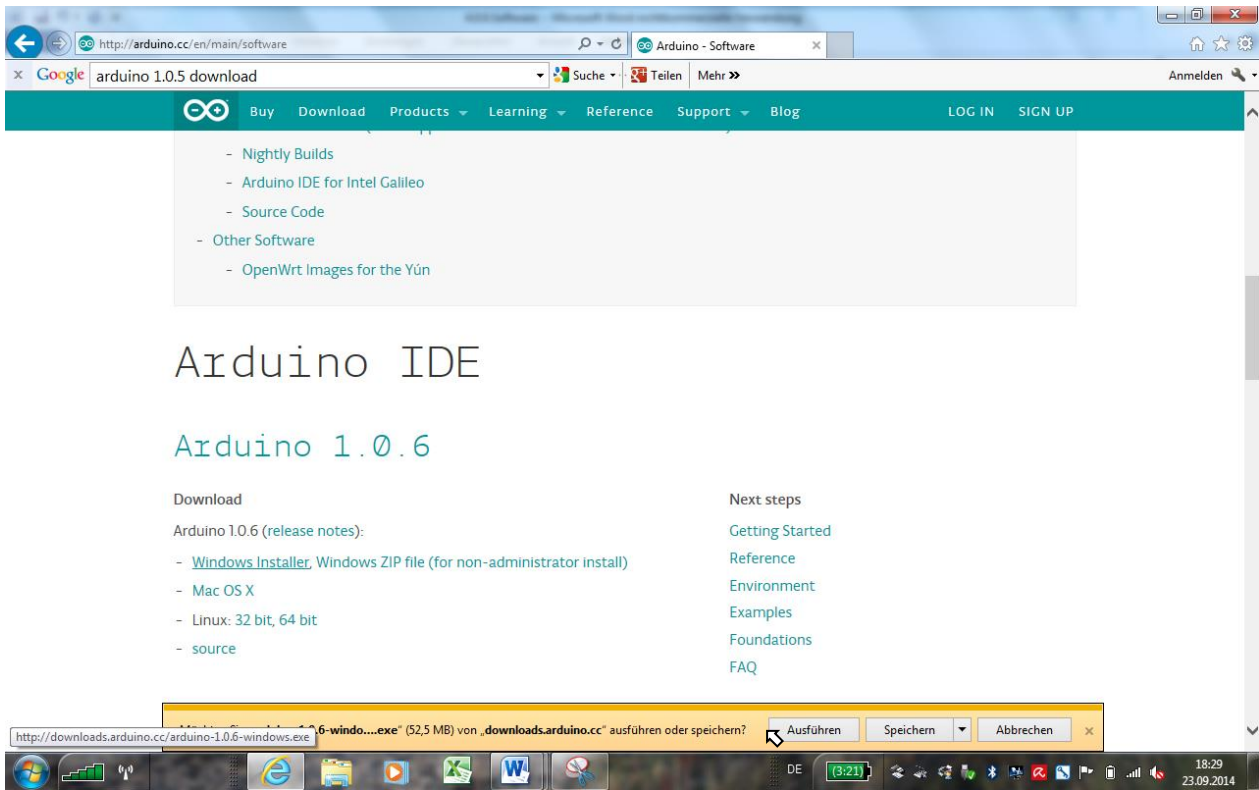 http://arduino.cc/en/main/software
Arduino - Software
Google arduino 1.0.5 download Suche Teilen Mehr » Anmelden
Buy Download Products Learning Reference Support Blog LOG IN SIGN UP
- Nightly Builds
- Arduino IDE for Intel Galileo
- Source Code
- Other Software
- OpenWrt Images for the Yún
Arduino IDE
Arduino 1.0.6
Download
Arduino 1.0.6 (release notes):
- Windows Installer, Windows ZIP file (for non-administrator install)
- Mac OS X
- Linux: 32 bit, 64 bit
- source
Next steps
Getting Started
Reference
Environment
Examples
Foundations
FAQ
.6-windo....exe" (52,5 MB) von „downloads.arduino.cc" ausführen oder speichern? Ausführen Speichern Abbrechen
http://downloads.arduino.cc/arduino-1.0.6-windows.exe
DE (3:21) 18:29
23.09.2014